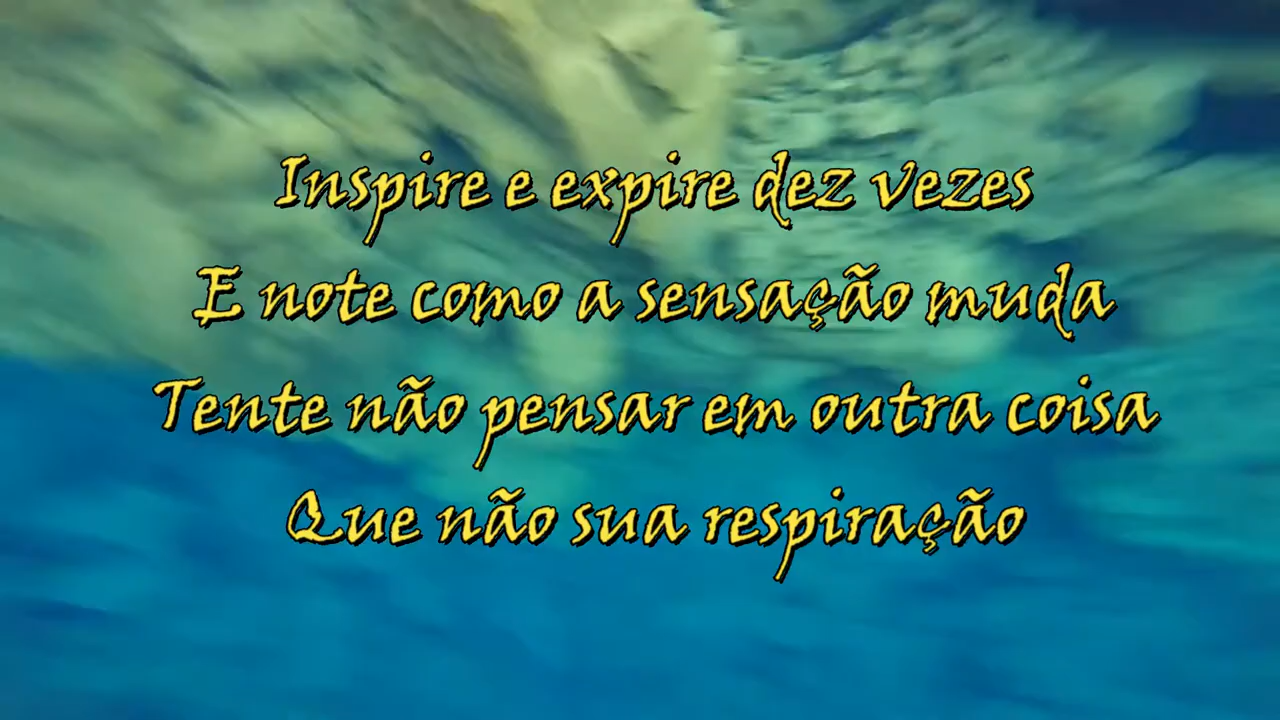 Inspire e expire dez vezes
E note como a sensação muda
Tente não pensar em outra coisa
Que não sua respiração